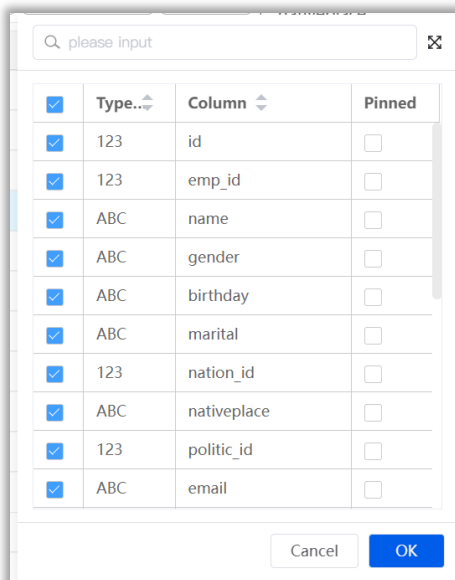 please input
Type.. Column Pinned
123 id
123 emp_id
ABC name
ABC gender
ABC birthday
ABC marital
123 nation_id
ABC nativeplace
123 politic_id
ABC email
Cancel OK